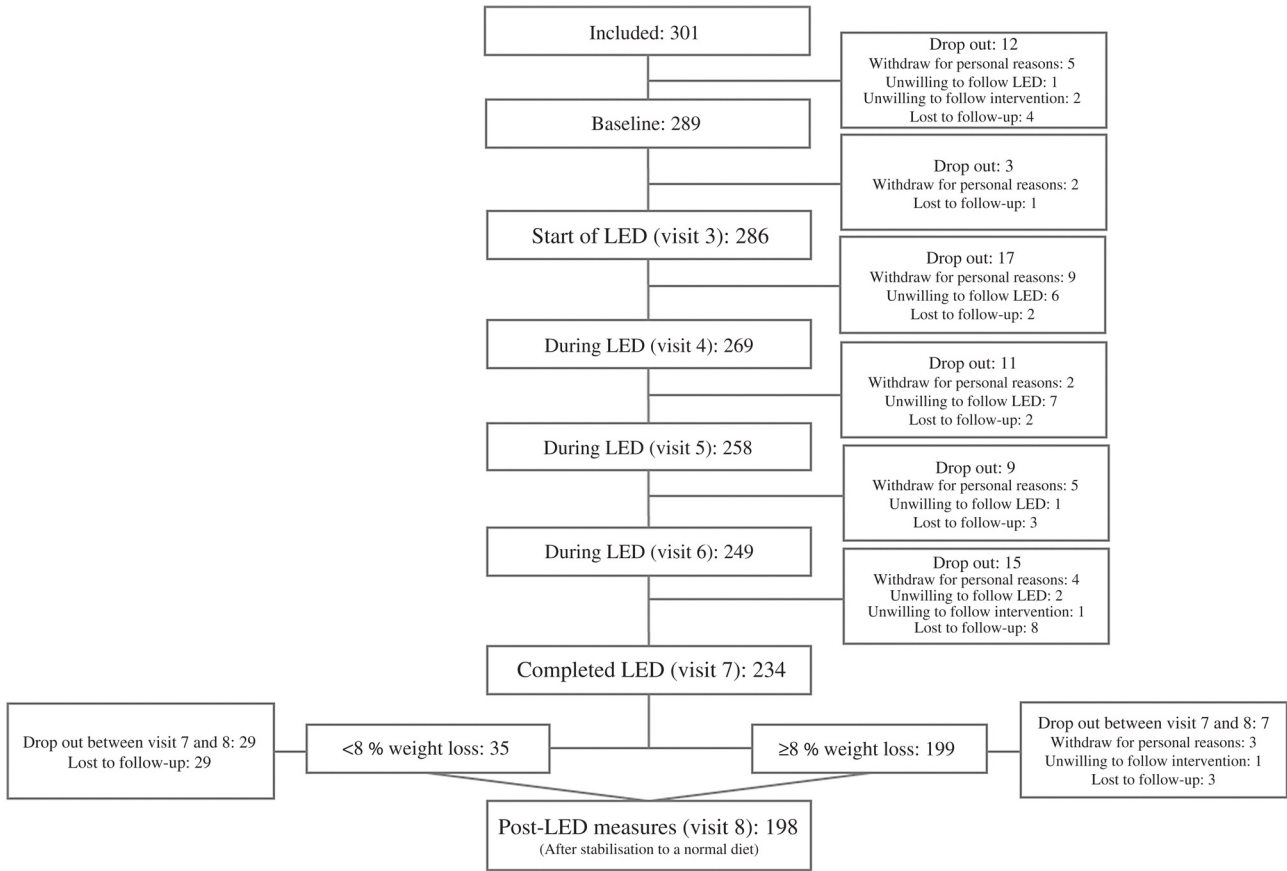 Included: 301
Drop out: 12
Withdraw for personal reasons: 5
Unwilling to follow LED: 1
Unwilling to follow intervention: 2
Lost to follow-up: 4
Baseline: 289
Drop out: 3
Withdraw for personal reasons: 2
Lost to follow-up: 1
Start of LED (visit 3): 286
Drop out: 17
Withdraw for personal reasons: 9
Unwilling to follow LED: 6
Lost to follow-up: 2
During LED (visit 4): 269
Drop out: 11
Withdraw for personal reasons: 2
Unwilling to follow LED: 7
Lost to follow-up: 2
During LED (visit 5): 258
Drop out: 9
Withdraw for personal reasons: 5
Unwilling to follow LED: 1
Lost to follow-up: 3
During LED (visit 6): 249
Drop out: 15
Withdraw for personal reasons: 4
Unwilling to follow LED: 2
Unwilling to follow intervention: 1
Lost to follow-up: 8
Completed LED (visit 7): 234
Drop out between visit 7 and 8: 29
Lost to follow-up: 29
<8 % weight loss: 35
≥8 % weight loss: 199
Drop out between visit 7 and 8: 7
Withdraw for personal reasons: 3
Unwilling to follow intervention: 1
Lost to follow-up: 3
Post-LED measures (visit 8): 198
(After stabilisation to a normal diet)